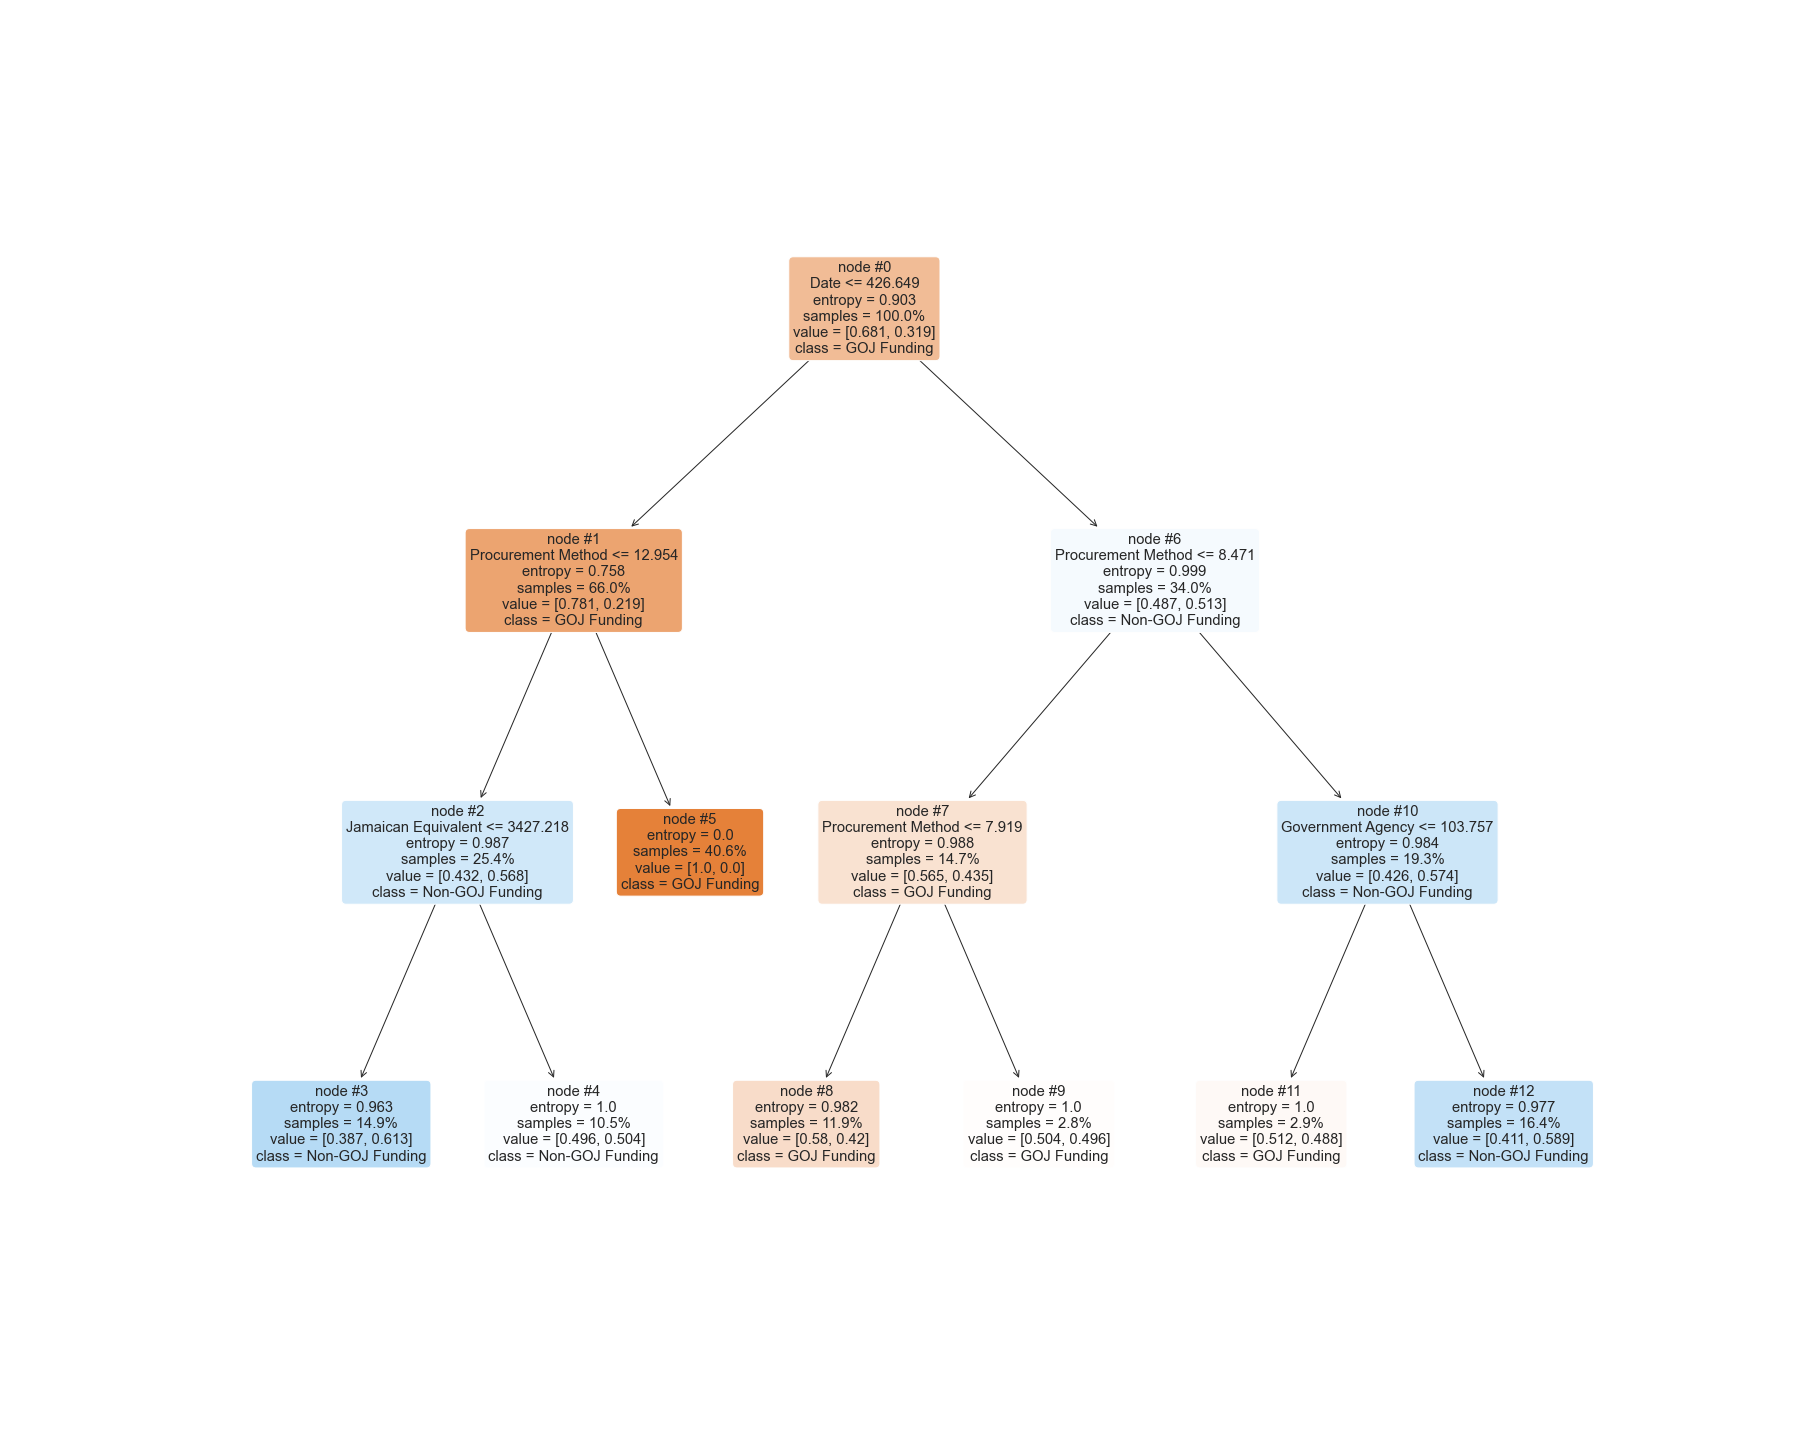 node #0
Date <= 426.649
entropy = 0.903
samples = 100.0%
value = [0.681, 0.319]
class = GOJ Funding
node #1
Procurement Method <= 12.954
entropy = 0.758
samples = 66.0%
value = [0.781, 0.219]
class = GOJ Funding
node #6
Procurement Method <= 8.471
entropy = 0.999
samples = 34.0%
value = [0.487, 0.513]
class = Non-GOJ Funding
node #2
Jamaican Equivalent <= 3427.218
entropy = 0.987
samples = 25.4%
value = [0.432, 0.568]
class = Non-GOJ Funding
node #5
entropy = 0.0
samples = 40.6%
value = [1.0, 0.0]
class = GOJ Funding
node #7
Procurement Method <= 7.919
entropy = 0.988
samples = 14.7%
value = [0.565, 0.435]
class = GOJ Funding
node #10
Government Agency <= 103.757
entropy = 0.984
samples = 19.3%
value = [0.426, 0.574]
class = Non-GOJ Funding
node #3
entropy = 0.963
samples = 14.9%
value = [0.387, 0.613]
class = Non-GOJ Funding
node #4
entropy = 1.0
samples = 10.5%
value = [0.496, 0.504]
class = Non-GOJ Funding
node #8
entropy = 0.982
samples = 11.9%
value = [0.58, 0.42]
class = GOJ Funding
node #9
entropy = 1.0
samples = 2.8%
value = [0.504, 0.496]
class = GOJ Funding
node #11
entropy = 1.0
samples = 2.9%
value = [0.512, 0.488]
class = GOJ Funding
node #12
entropy = 0.977
samples = 16.4%
value = [0.411, 0.589]
class = Non-GOJ Funding